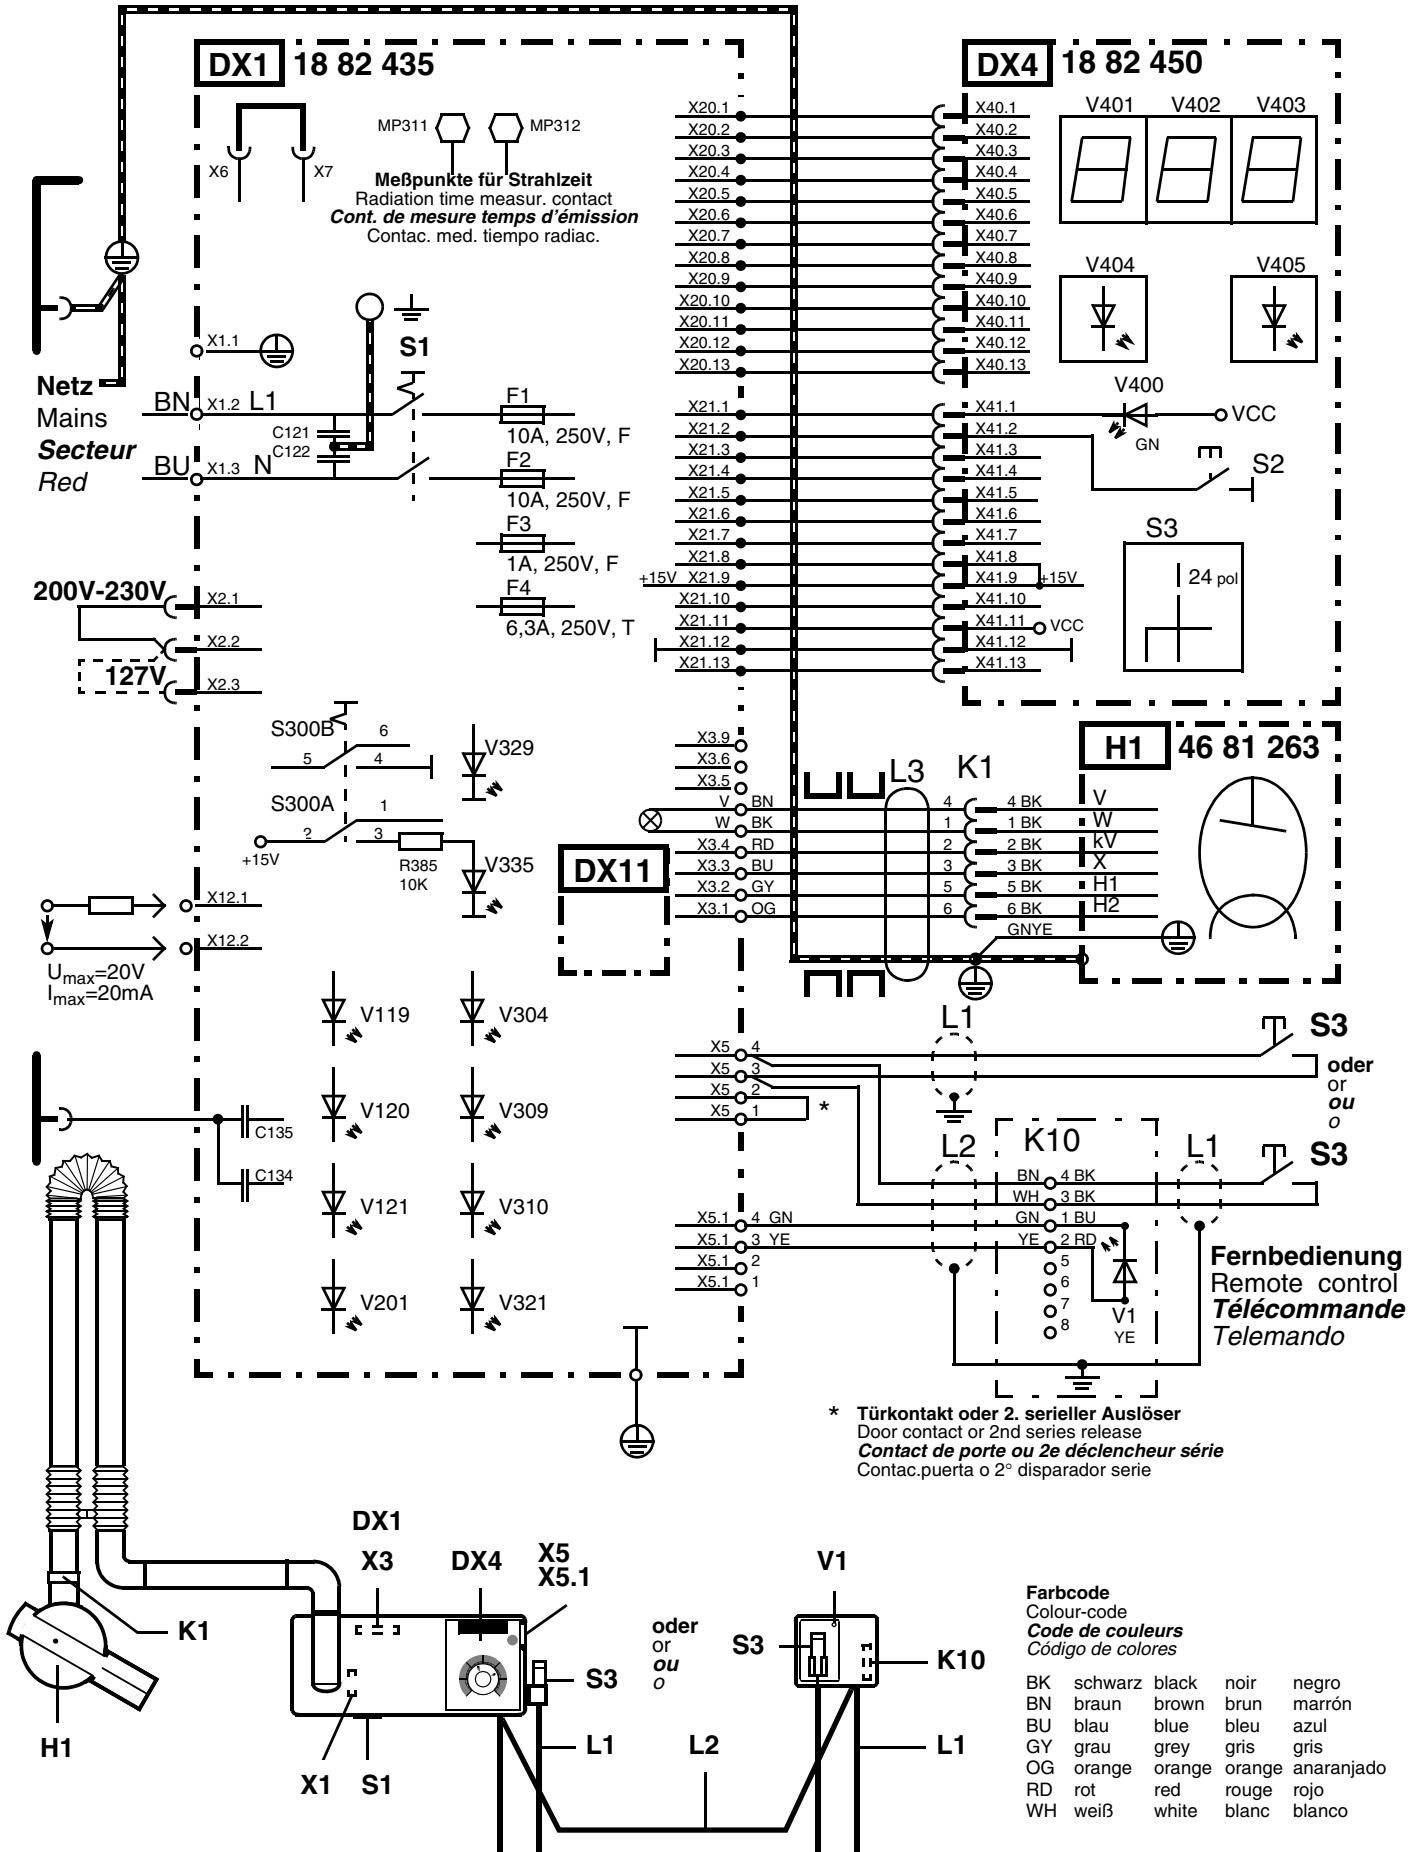 DX1 18 82 435
DX4 18 82 450
X6
X7
MP311
MP312
Meßpunkte für Strahlzeit
Radiation time measur. contact
Cont. de mesure temps d'émission
Contac. med. tiempo radiac.
X20.1
X20.2
X20.3
X20.4
X20.5
X20.6
X20.7
X20.8
X20.9
X20.10
X20.11
X20.12
X20.13
X40.1
X40.2
X40.3
X40.4
X40.5
X40.6
X40.7
X40.8
X40.9
X40.10
X40.11
X40.12
X40.13
V401 V402 V403
V404
V405
V400
GN
VCC
S2
S3
24 pol
X1.1
Netz
Mains
Secteur
Red
BN X1.2 L1
BU X1.3 N
C121
C122
S1
F1
10A, 250V, F
F2
10A, 250V, F
F3
1A, 250V, F
F4
6,3A, 250V, T
X21.1
X21.2
X21.3
X21.4
X21.5
X21.6
X21.7
X21.8
+15V X21.9
X21.10
X21.11
X21.12
X21.13
X41.1
X41.2
X41.3
X41.4
X41.5
X41.6
X41.7
X41.8
X41.9 +15V
X41.10
X41.11 VCC
X41.12
X41.13
200V-230V
X2.1
X2.2
127V
X2.3
S300B
6
5
4
S300A
1
2
3
+15V
R385
10K
V329
V335
X3.9
X3.6
X3.5
V BN
W BK
X3.4 RD
X3.3 BU
X3.2 GY
X3.1 OG
DX11
L3
K1
4
1
2
3
5
6
4 BK
1 BK
2 BK
3 BK
5 BK
6 BK
GNYE
V
W
kV
X
H1
H2
H1 46 81 263
X12.1
X12.2
Umax=20V
Imax=20mA
V119
V304
V120
V309
V121
V310
V201
V321
C135
C134
X5 4
X5 3
X5 2
X5 1
*
X5.1 4 GN
X5.1 3 YE
X5.1 2
X5.1 1
L1
S3
oder
or
ou
o
L2
K10
L1
S3
BN 4 BK
WH 3 BK
GN 1 BU
YE 2 RD
5
6
7
8
V1
YE
Fernbedienung
Remote control
Télécommande
Telemando
* Türkontakt oder 2. serieller Auslöser
Door contact or 2nd series release
Contact de porte ou 2e déclencheur série
Contac.puerta o 2° disparador serie
DX1
X3
DX4
X5
X5.1
K1
H1
X1
S1
oder
or
ou
o
S3
L1
L2
V1
S3
K10
L1
Farbcode
Colour-code
Code de couleurs
Código de colores
BK schwarz black noir negro
BN braun brown brun marrón
BU blau blue bleu azul
GY grau grey gris gris
OG orange orange orange anaranjado
RD rot red rouge rojo
WH weiß white blanc blanco